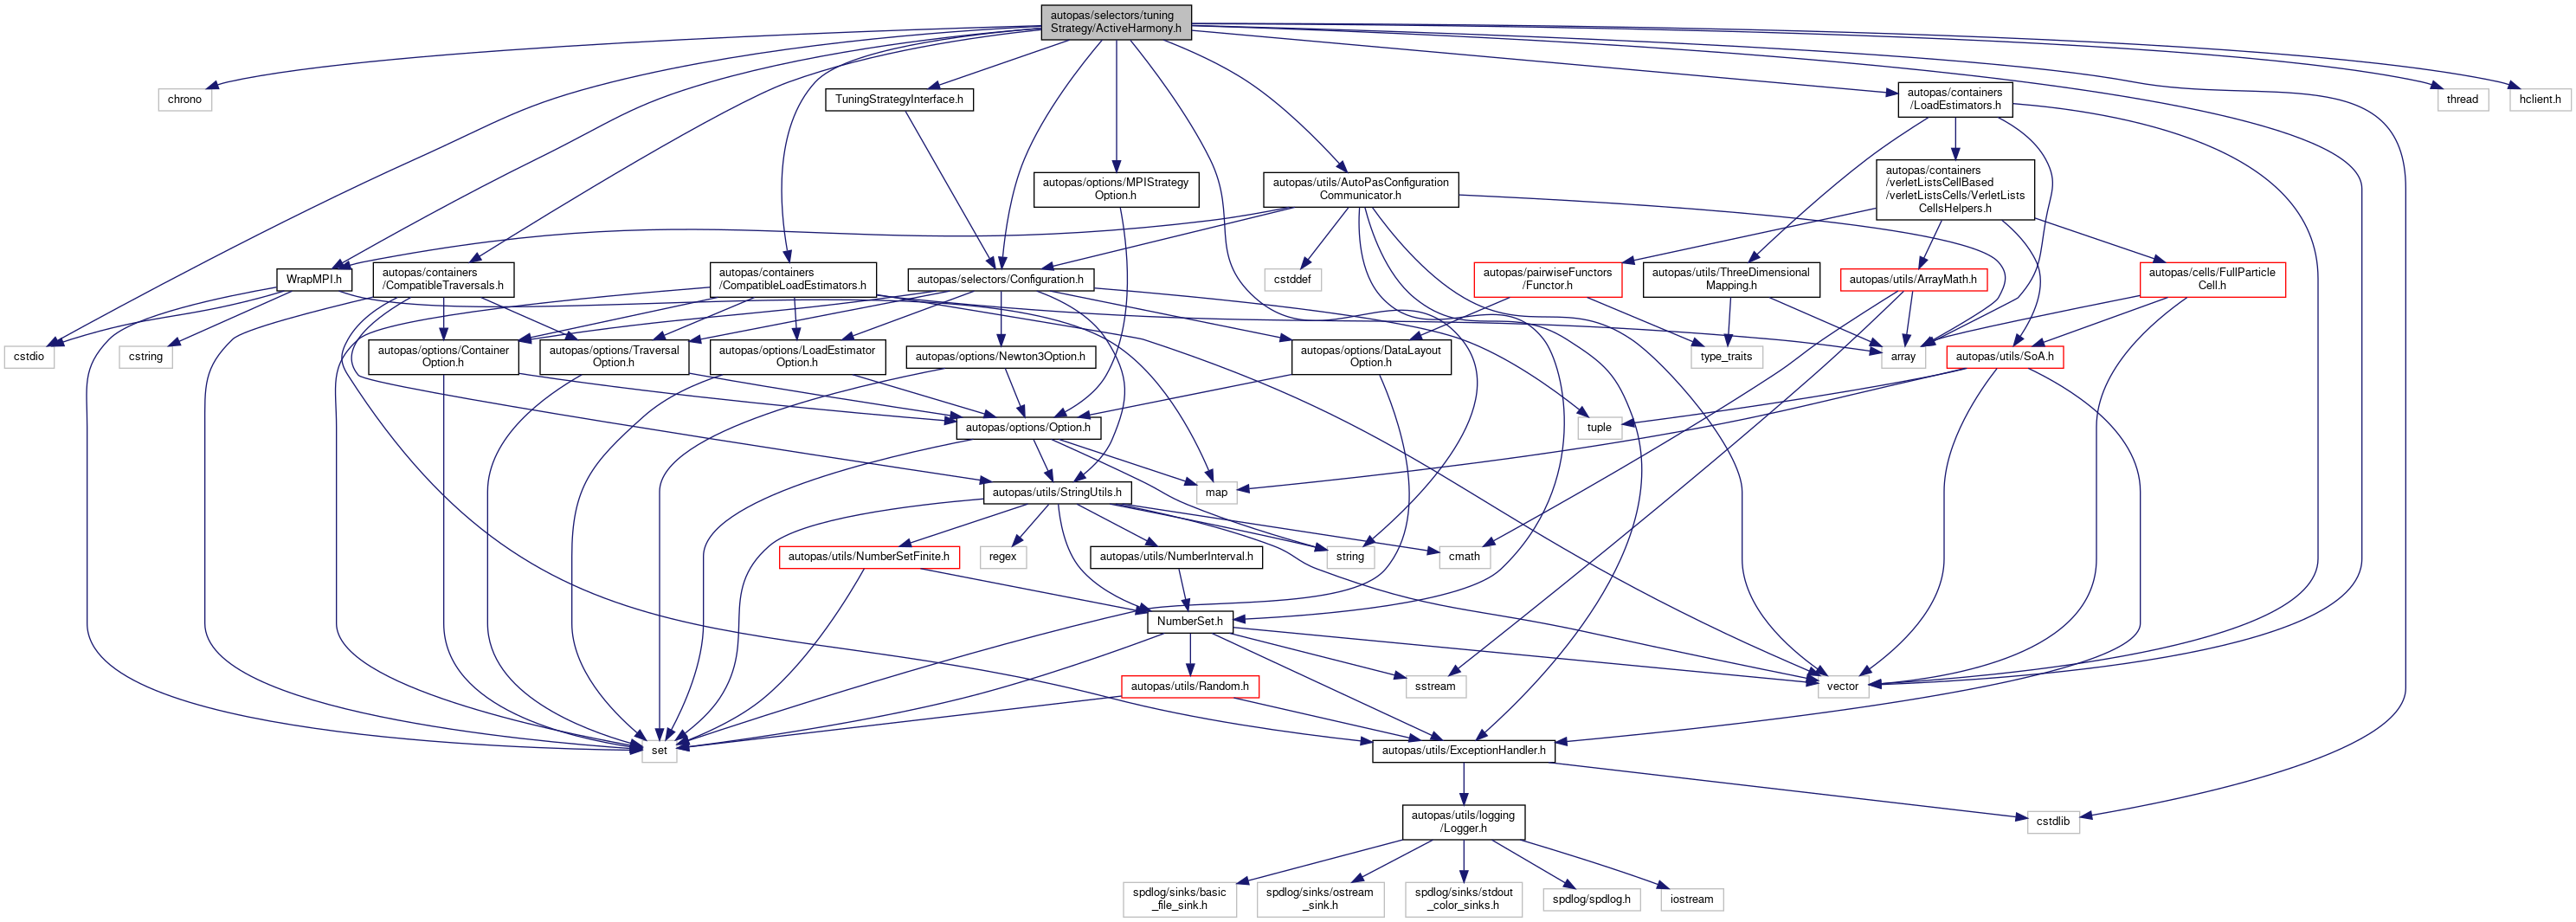 autopas/selectors/tuning
Strategy/ActiveHarmony.h
chrono
TuningStrategyInterface.h
autopas/containers
/LoadEstimators.h
thread
hclient.h
autopas/options/MPIStrategy
Option.h
autopas/utils/AutoPasConfiguration
Communicator.h
autopas/containers
/verletListsCellBased
/verletListsCells/VerletLists
CellsHelpers.h
WrapMPI.h
autopas/containers
/CompatibleTraversals.h
autopas/containers
/CompatibleLoadEstimators.h
autopas/selectors/Configuration.h
cstddef
autopas/pairwiseFunctors
/Functor.h
autopas/utils/ThreeDimensional
Mapping.h
autopas/utils/ArrayMath.h
autopas/cells/FullParticle
Cell.h
cstdio
cstring
autopas/options/Container
Option.h
autopas/options/Traversal
Option.h
autopas/options/LoadEstimator
Option.h
autopas/options/Newton3Option.h
autopas/options/DataLayout
Option.h
type_traits
array
autopas/utils/SoA.h
autopas/options/Option.h
tuple
autopas/utils/StringUtils.h
map
autopas/utils/NumberSetFinite.h
regex
autopas/utils/NumberInterval.h
string
cmath
NumberSet.h
autopas/utils/Random.h
sstream
vector
set
autopas/utils/ExceptionHandler.h
autopas/utils/logging
/Logger.h
cstdlib
spdlog/sinks/basic
_file_sink.h
spdlog/sinks/ostream
_sink.h
spdlog/sinks/stdout
_color_sinks.h
spdlog/spdlog.h
iostream